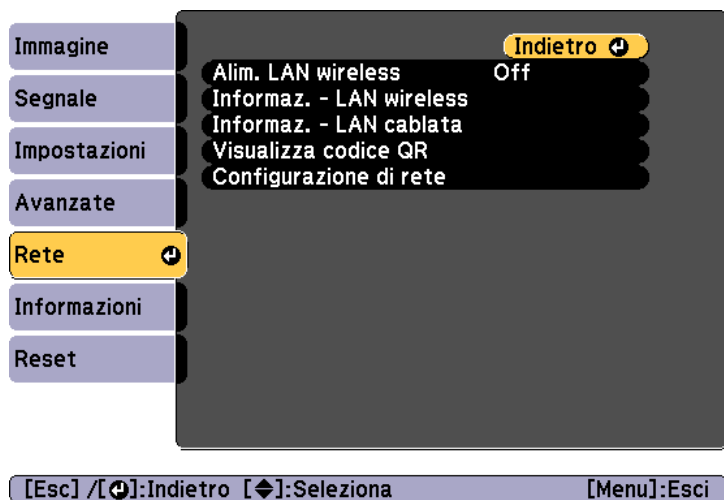 Immagine
Segnale
Impostazioni
Avanzate
Rete
Informazioni
Reset
Indietro
Alim. LAN wireless Off
Informaz. - LAN wireless
Informaz. - LAN cablata
Visualizza codice QR
Configurazione di rete
[Esc] /[⏎]:Indietro [◆]:Seleziona [Menu]:Esci